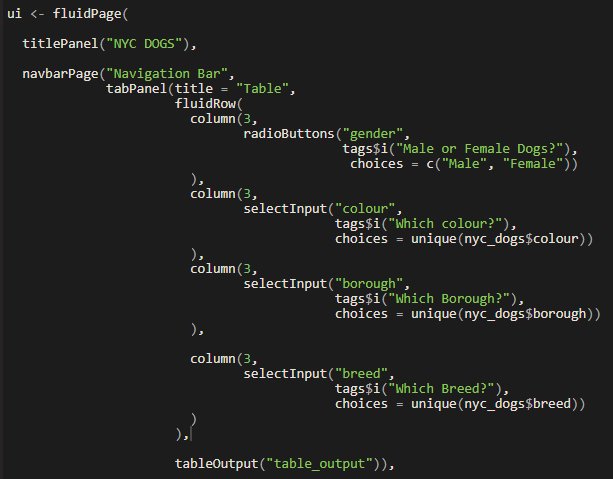 ui <- fluidPage(
titlePanel("NYC DOGS"),
navbarPage("Navigation Bar",
tabPanel(title = "Table",
fluidRow(
column(3,
radioButtons("gender",
tags$i("Male or Female Dogs?"),
choices = c("Male", "Female"))
),
column(3,
selectInput("colour",
tags$i("Which colour?"),
choices = unique(nyc_dogs$colour))
),
column(3,
selectInput("borough",
tags$i("Which Borough?"),
choices = unique(nyc_dogs$borough))
),
column(3,
selectInput("breed",
tags$i("Which Breed?"),
choices = unique(nyc_dogs$breed))
)
),
tableOutput("table_output")),